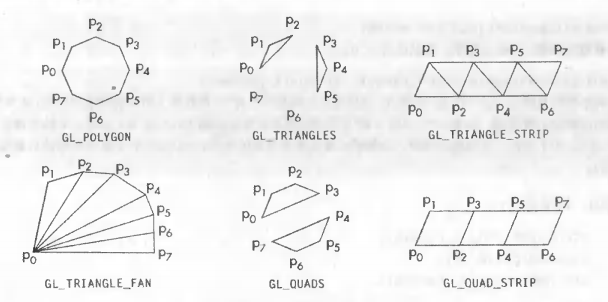 P2
P1 P3
P0 P4
P7 P5
P6
GL_POLYGON
P2
P1 P3
P0 P4
P7 P5
P6
GL_TRIANGLES
P1 P3 P5 P7
P0 P2 P4 P6
GL_TRIANGLE_STRIP
P1 P2 P3
P4
P5
P6
P0 P7
GL_TRIANGLE_FAN
P2
P1 P3
P0 P4
P7 P5
P6
GL_QUADS
P1 P3 P5 P7
P0 P2 P4 P6
GL_QUAD_STRIP